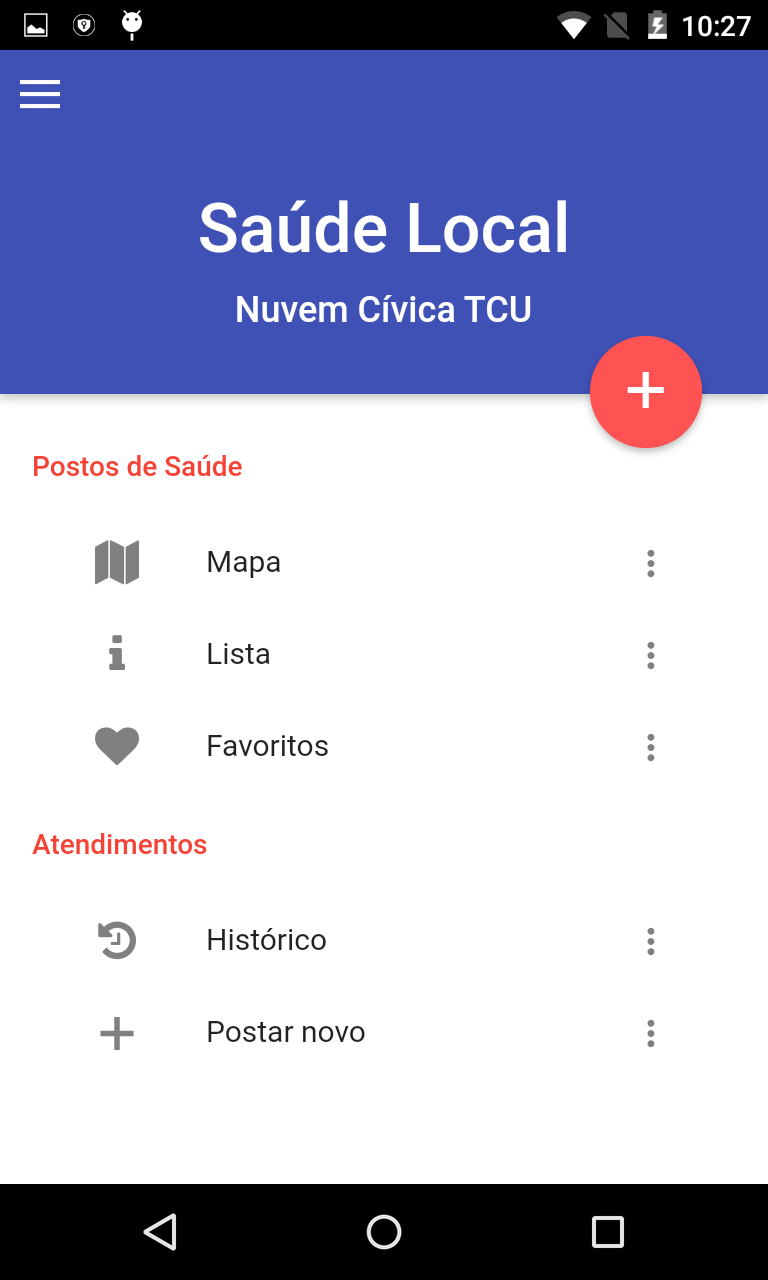 10:27
Saúde Local
Nuvem Cívica TCU
Postos de Saúde
Mapa
Lista
Favoritos
Atendimentos
Histórico
Postar novo